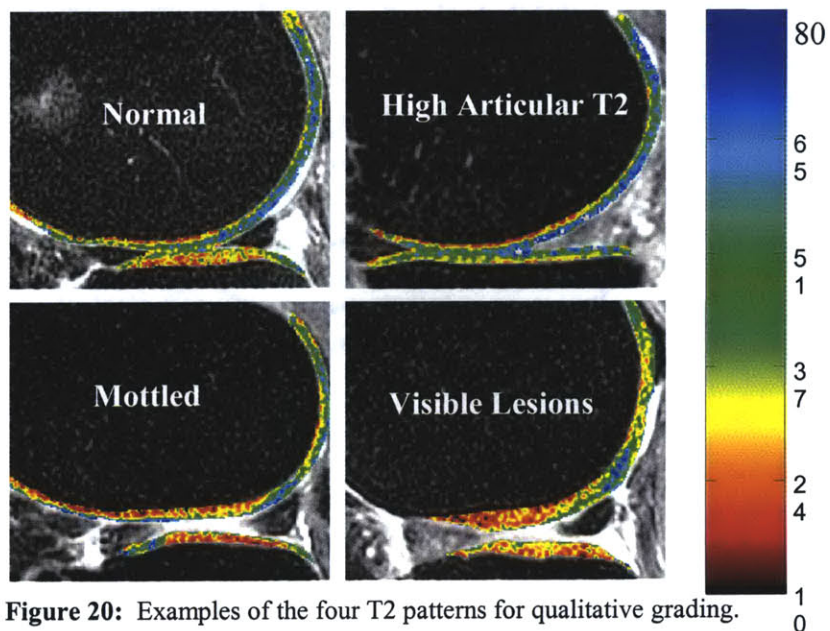 Normal
High Articular T2
Mottled
Visible Lesions
80
6
5
5
1
3
7
2
4
1
0
Figure 20: Examples of the four T2 patterns for qualitative grading.